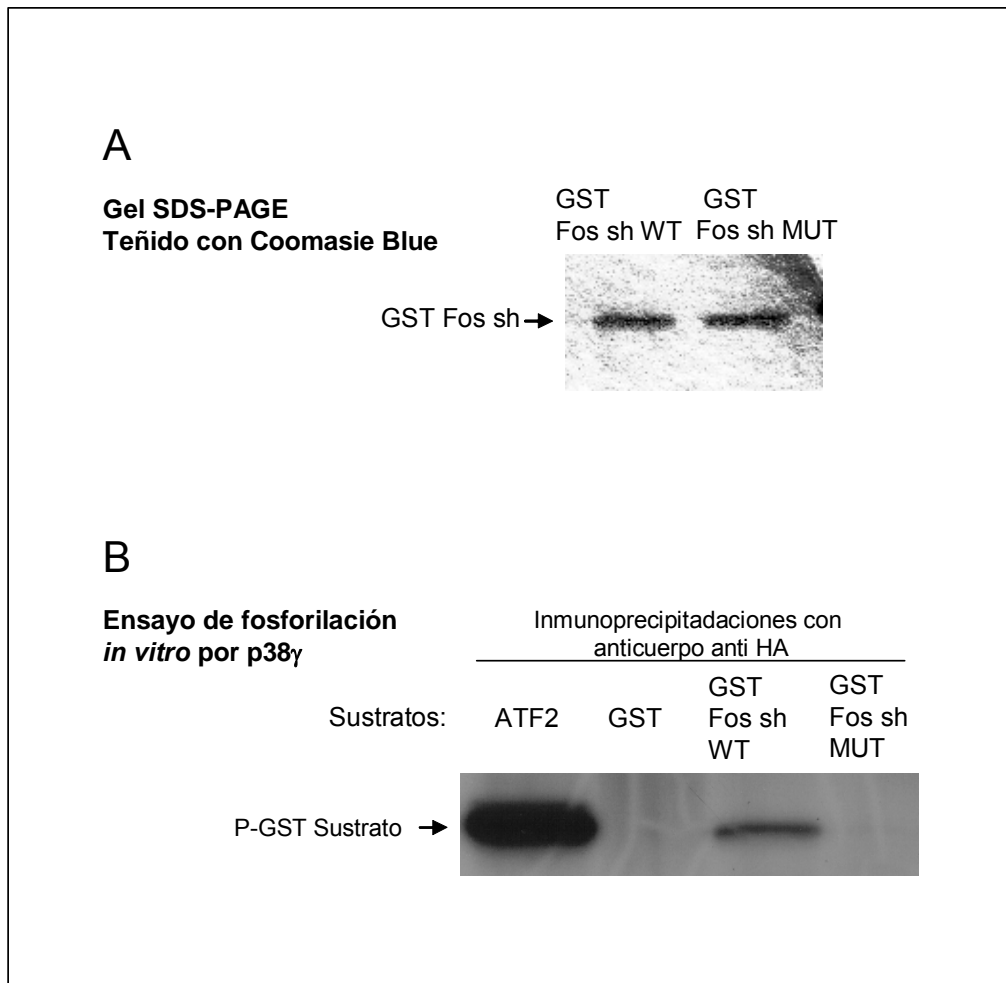 A
Gel SDS-PAGE
Teñido con Coomasie Blue
GST GST
Fos sh WT Fos sh MUT
GST Fos sh
B
Ensayo de fosforilación
in vitro por p38γ
Inmunoprecipitadaciones con
anticuerpo anti HA
Sustratos:
ATF2
GST
GST
Fos sh
WT
GST
Fos sh
MUT
P-GST Sustrato